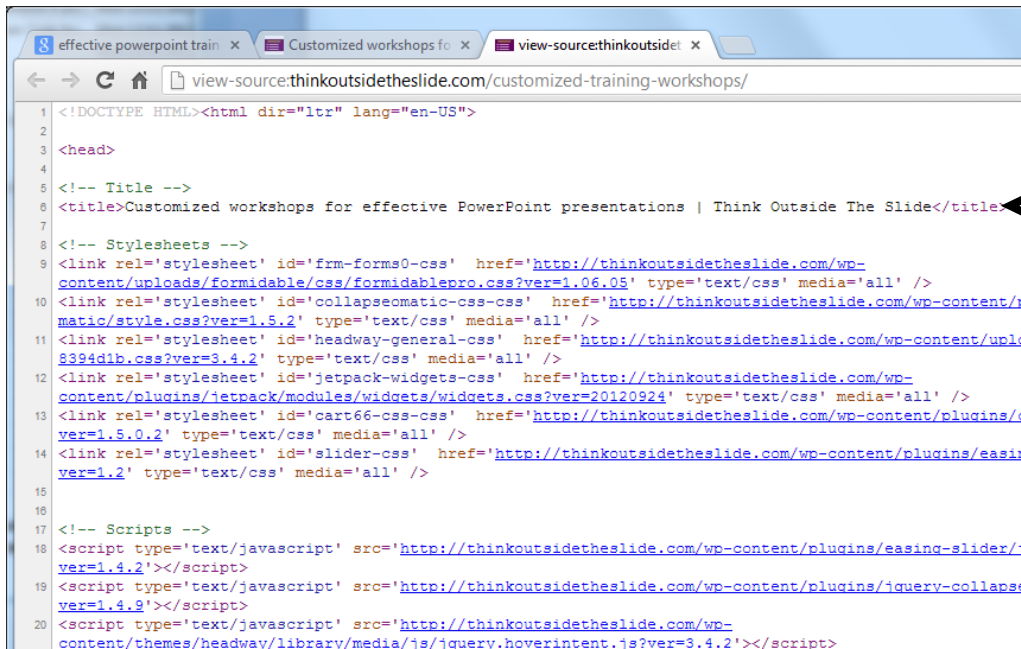 effective powerpoint train
Customized workshops fo
view-source:thinkoutsidet
view-source:thinkoutsidetheslide.com/customized-training-workshops/
1 <!DOCTYPE HTML><html dir="ltr" lang="en-US">
2
3 <head>
4
5 <!-- Title -->
6 <title>Customized workshops for effective PowerPoint presentations | Think Outside The Slide</title>
7
8 <!-- Stylesheets -->
9 <link rel='stylesheet' id='frm-forms0-css'  href='http://thinkoutsidetheslide.com/wp-
content/uploads/formidable/css/formidablepro.css?ver=1.06.05' type='text/css' media='all' />
10 <link rel='stylesheet' id='collapseomatic-css-css'  href='http://thinkoutsidetheslide.com/wp-content/
matic/style.css?ver=1.5.2' type='text/css' media='all' />
11 <link rel='stylesheet' id='headway-general-css'  href='http://thinkoutsidetheslide.com/wp-content/uplo
8394d1b.css?ver=3.4.2' type='text/css' media='all' />
12 <link rel='stylesheet' id='jetpack-widgets-css'  href='http://thinkoutsidetheslide.com/wp-
content/plugins/jetpack/modules/widgets/widgets.css?ver=20120924' type='text/css' media='all' />
13 <link rel='stylesheet' id='cart66-css-css'  href='http://thinkoutsidetheslide.com/wp-content/plugins/
ver=1.5.0.2' type='text/css' media='all' />
14 <link rel='stylesheet' id='slider-css'  href='http://thinkoutsidetheslide.com/wp-content/plugins/easin
ver=1.2' type='text/css' media='all' />
15
16
17 <!-- Scripts -->
18 <script type='text/javascript' src='http://thinkoutsidetheslide.com/wp-content/plugins/easing-slider/
ver=1.4.2'></script>
19 <script type='text/javascript' src='http://thinkoutsidetheslide.com/wp-content/plugins/jquery-collapse
ver=1.4.9'></script>
20 <script type='text/javascript' src='http://thinkoutsidetheslide.com/wp-
content/themes/headway/library/media/js/jquery.hoverintent.js?ver=3.4.2'></script>